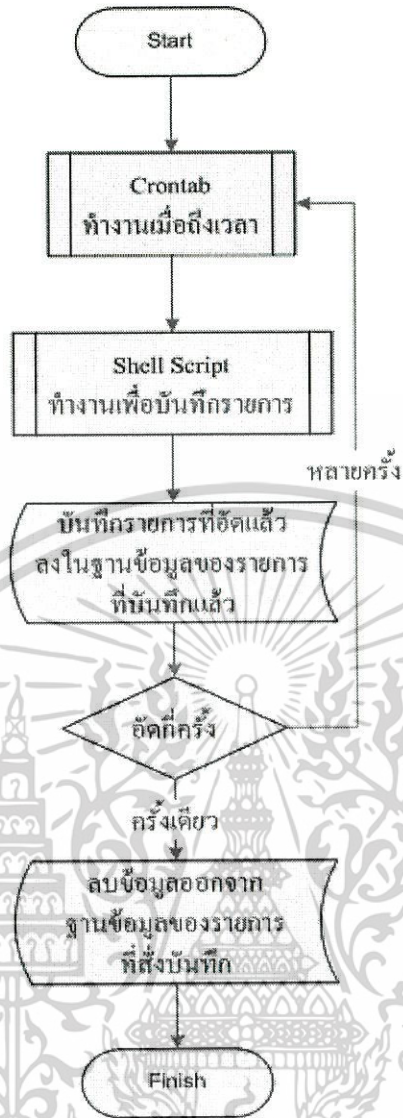 Start
Crontab
ทำงานเมื่อถึงเวลา
Shell Script
ทำงานเพื่อบันทึกรายการ
หลายครั้ง
บันทึกรายการที่อัดแล้ว
ลงในฐานข้อมูลของรายการ
ที่บันทึกแล้ว
อัดกี่ครั้ง
ครั้งเดียว
ลบข้อมูลออกจาก
ฐานข้อมูลของรายการ
ที่สั่งบันทึก
Finish